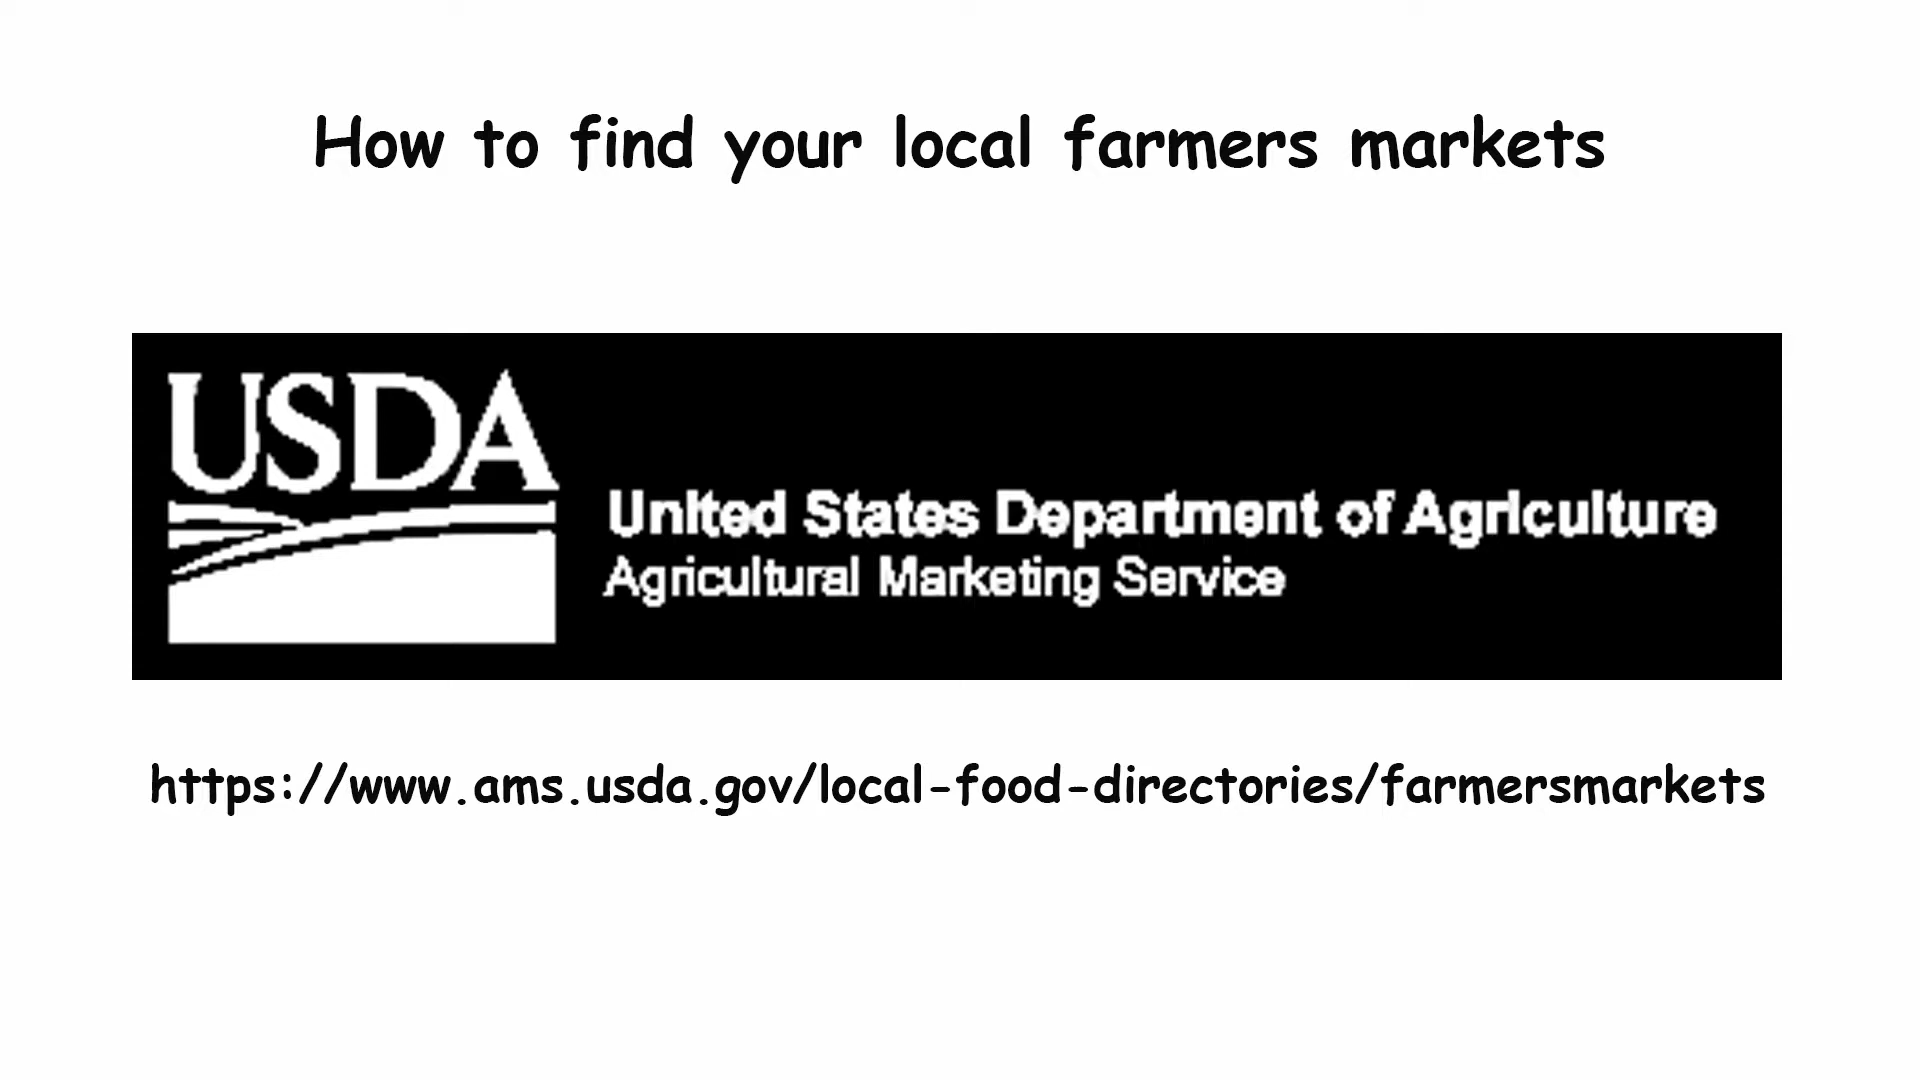 How to find your local farmers markets
USDA
United States Department of Agriculture
Agricultural Marketing Service
https://www.ams.usda.gov/local-food-directories/farmersmarkets